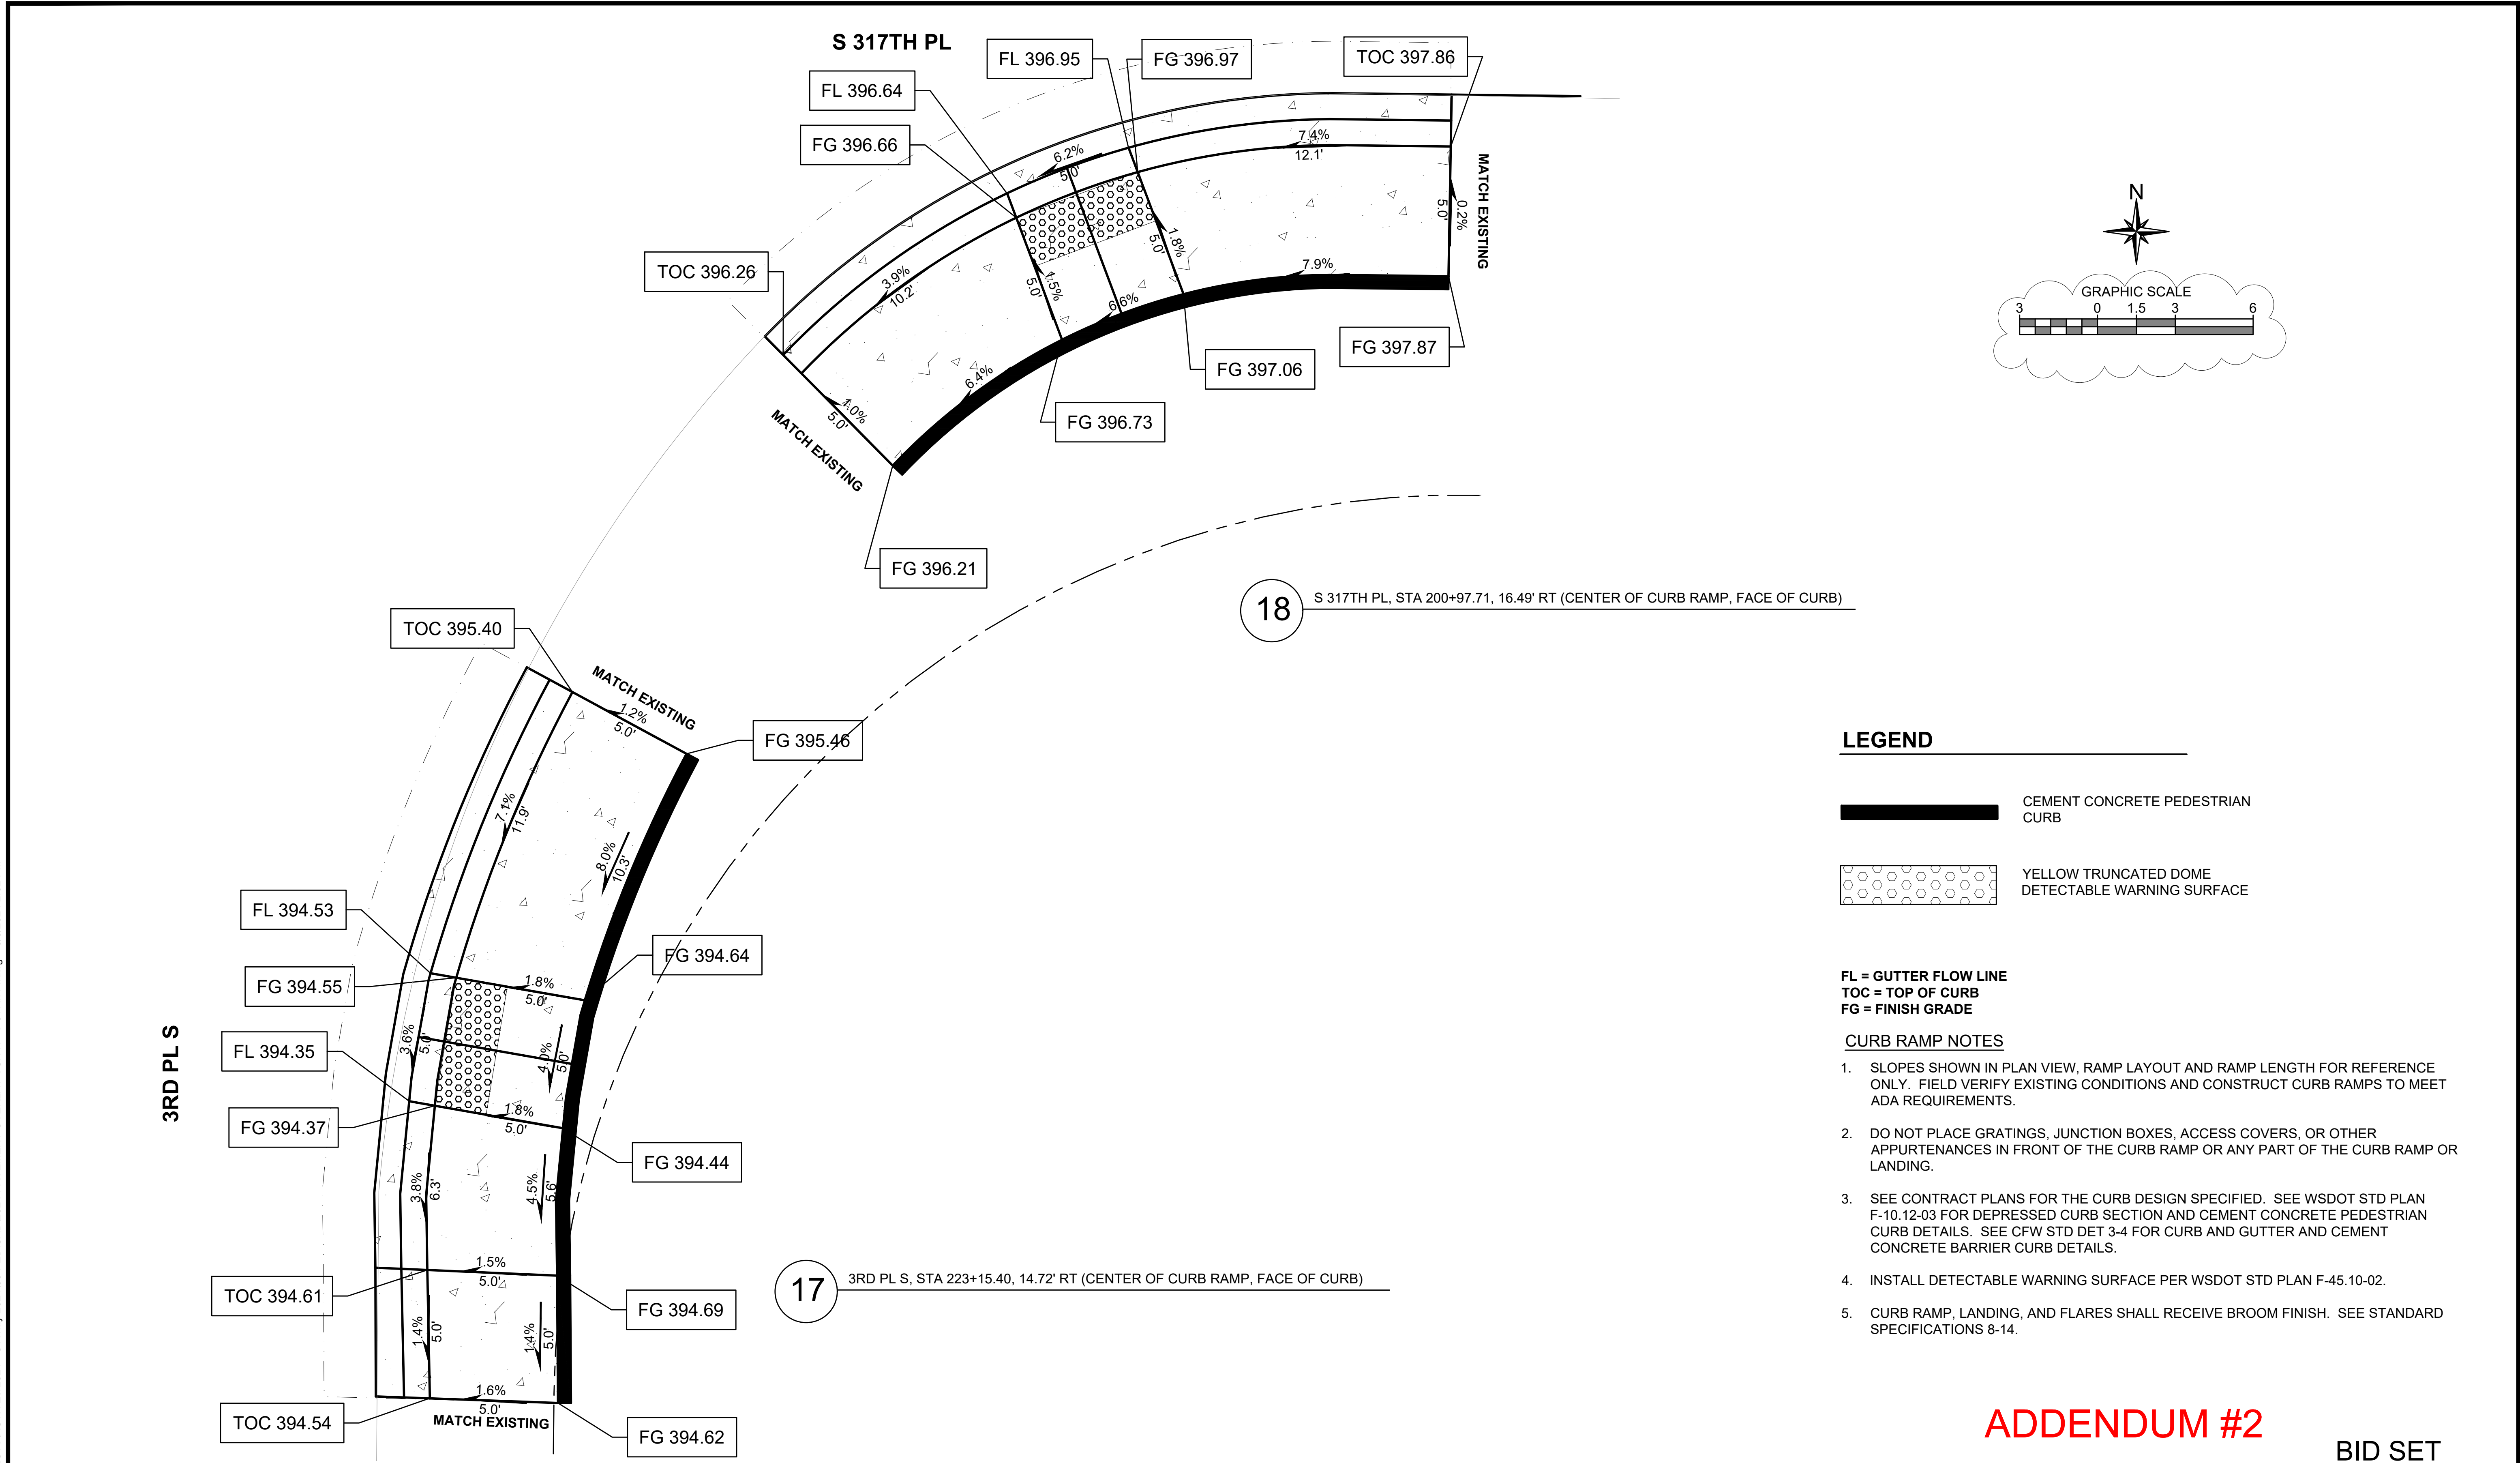 S 317TH PL
FL 396.95
FG 396.97
TOC 397.86
FL 396.64
FG 396.66
6.2%
5.0'
7.4%
12.1'
MATCH EXISTING
0.2%
5.0'
N
TOC 396.26
3.9%
10.2'
1.5%
5.0'
1.8%
5.0'
6.6%
7.9%
GRAPHIC SCALE
3 0 1.5 3 6
FG 397.87
FG 397.06
6.4%
FG 396.73
1.0%
5.0'
MATCH EXISTING
FG 396.21
18
S 317TH PL, STA 200+97.71, 16.49' RT (CENTER OF CURB RAMP, FACE OF CURB)
TOC 395.40
MATCH EXISTING
1.2%
5.0'
FG 395.46
7.1%
11.9'
8.0%
10.3'
FL 394.53
FG 394.64
FG 394.55
1.8%
5.0'
3RD PL S
FL 394.35
3.6%
5.0'
4.0%
5.0'
FG 394.37
1.8%
5.0'
FG 394.44
3.8%
6.3'
4.5%
5.6'
1.5%
5.0'
TOC 394.61
FG 394.69
17
3RD PL S, STA 223+15.40, 14.72' RT (CENTER OF CURB RAMP, FACE OF CURB)
1.4%
5.0'
1.4%
5.0'
1.6%
5.0'
TOC 394.54
MATCH EXISTING
FG 394.62
LEGEND
CEMENT CONCRETE PEDESTRIAN
CURB
YELLOW TRUNCATED DOME
DETECTABLE WARNING SURFACE
FL = GUTTER FLOW LINE
TOC = TOP OF CURB
FG = FINISH GRADE
CURB RAMP NOTES
1. SLOPES SHOWN IN PLAN VIEW, RAMP LAYOUT AND RAMP LENGTH FOR REFERENCE
ONLY. FIELD VERIFY EXISTING CONDITIONS AND CONSTRUCT CURB RAMPS TO MEET
ADA REQUIREMENTS.
2. DO NOT PLACE GRATINGS, JUNCTION BOXES, ACCESS COVERS, OR OTHER
APPURTENANCES IN FRONT OF THE CURB RAMP OR ANY PART OF THE CURB RAMP OR
LANDING.
3. SEE CONTRACT PLANS FOR THE CURB DESIGN SPECIFIED. SEE WSDOT STD PLAN
F-10.12-03 FOR DEPRESSED CURB SECTION AND CEMENT CONCRETE PEDESTRIAN
CURB DETAILS. SEE CFW STD DET 3-4 FOR CURB AND GUTTER AND CEMENT
CONCRETE BARRIER CURB DETAILS.
4. INSTALL DETECTABLE WARNING SURFACE PER WSDOT STD PLAN F-45.10-02.
5. CURB RAMP, LANDING, AND FLARES SHALL RECEIVE BROOM FINISH. SEE STANDARD
SPECIFICATIONS 8-14.
ADDENDUM #2
BID SET